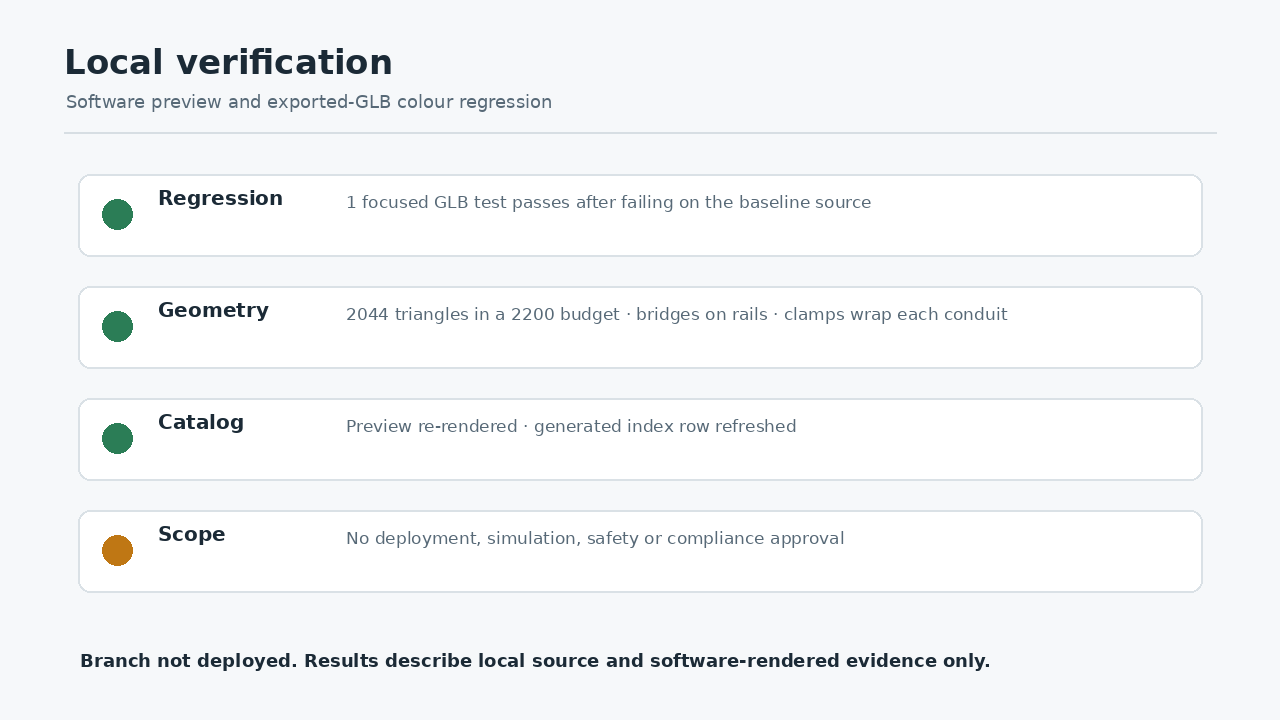 Local verification
Software preview and exported-GLB colour regression
Regression
1 focused GLB test passes after failing on the baseline source
Geometry
2044 triangles in a 2200 budget · bridges on rails · clamps wrap each conduit
Catalog
Preview re-rendered · generated index row refreshed
Scope
No deployment, simulation, safety or compliance approval
Branch not deployed. Results describe local source and software-rendered evidence only.